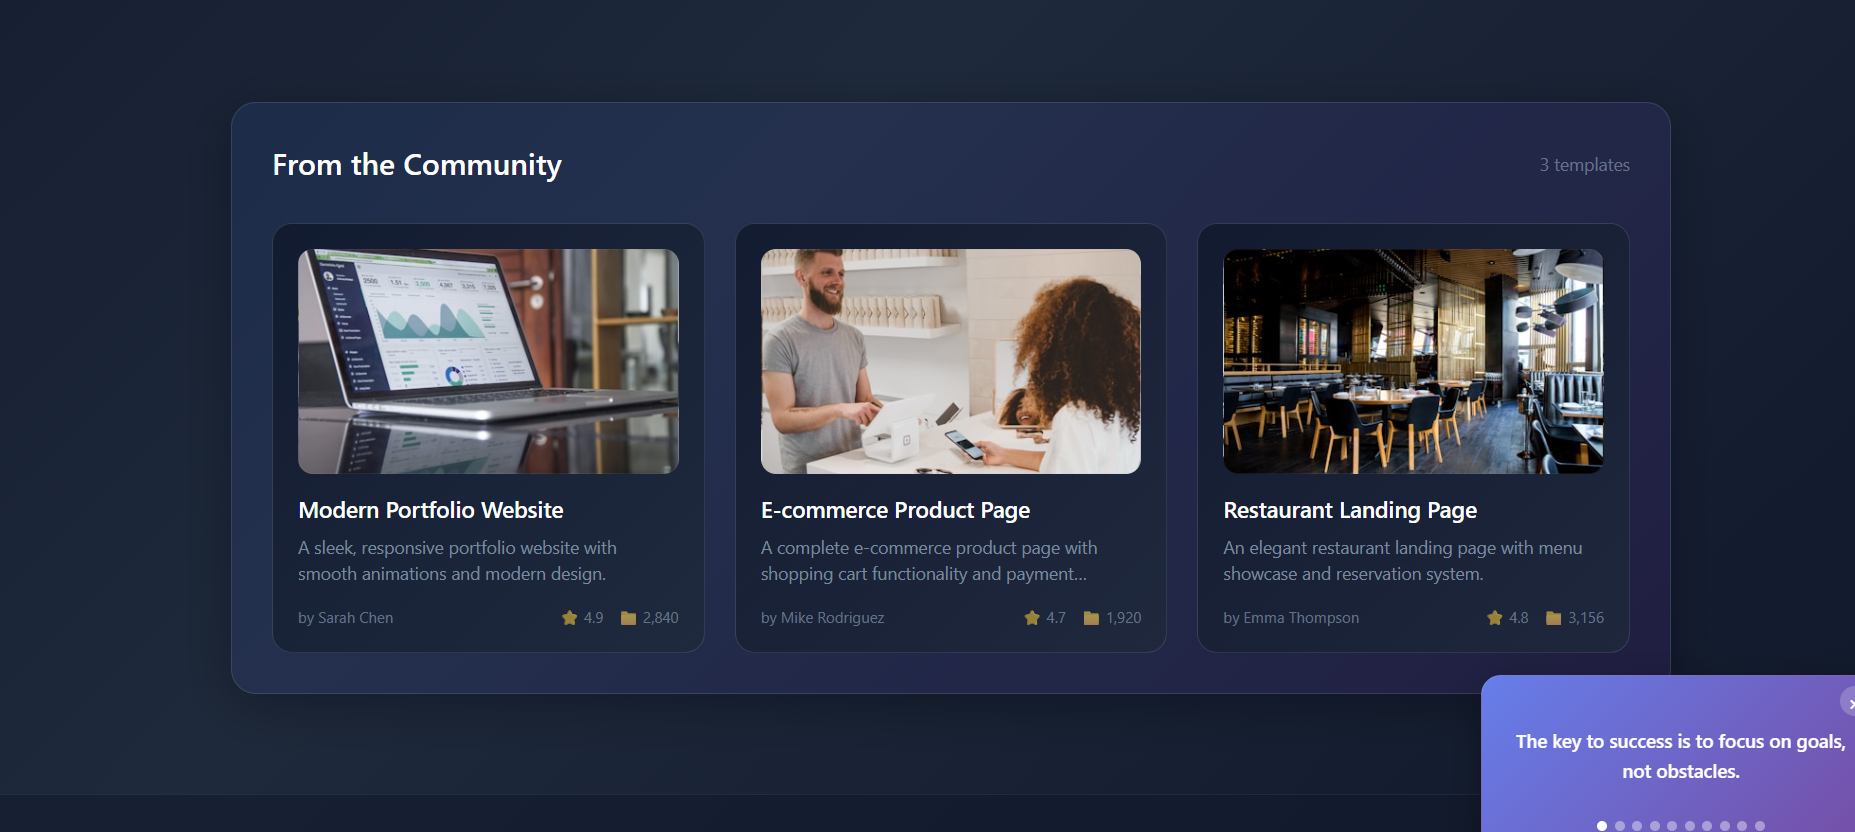 From the Community
3 templates
Modern Portfolio Website
A sleek, responsive portfolio website with
smooth animations and modern design.
by Sarah Chen
4.9
2,840
E-commerce Product Page
A complete e-commerce product page with
shopping cart functionality and payment...
by Mike Rodriguez
4.7
1,920
Restaurant Landing Page
An elegant restaurant landing page with menu
showcase and reservation system.
by Emma Thompson
4.8
3,156
The key to success is to focus on goals,
not obstacles.